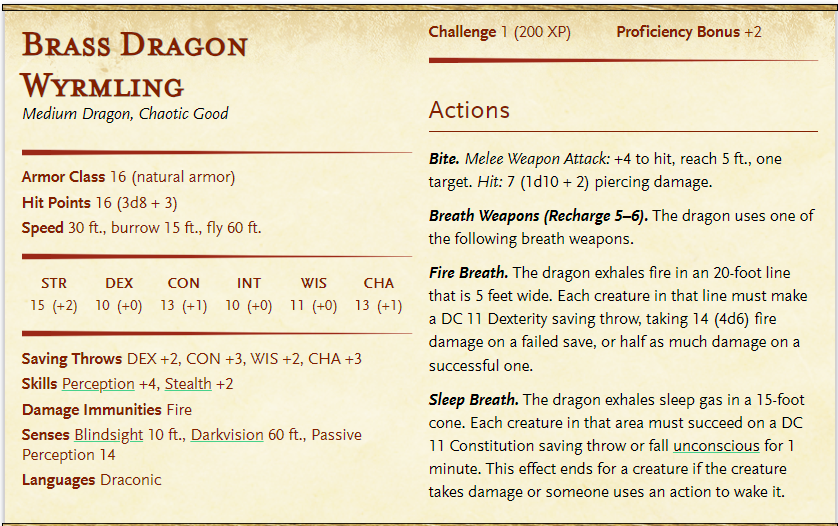 Brass Dragon
Wyrmling
Medium Dragon, Chaotic Good
Armor Class 16 (natural armor)
Hit Points 16 (3d8 + 3)
Speed 30 ft., burrow 15 ft., fly 60 ft.
STR DEX CON INT WIS CHA
15 (+2) 10 (+0) 13 (+1) 10 (+0) 11 (+0) 13 (+1)
Saving Throws DEX +2, CON +3, WIS +2, CHA +3
Skills Perception +4, Stealth +2
Damage Immunities Fire
Senses Blindsight 10 ft., Darkvision 60 ft., Passive
Perception 14
Languages Draconic
Challenge 1 (200 XP) Proficiency Bonus +2
Actions
Bite. Melee Weapon Attack: +4 to hit, reach 5 ft., one
target. Hit: 7 (1d10 + 2) piercing damage.
Breath Weapons (Recharge 5–6). The dragon uses one of
the following breath weapons.
Fire Breath. The dragon exhales fire in an 20-foot line
that is 5 feet wide. Each creature in that line must make
a DC 11 Dexterity saving throw, taking 14 (4d6) fire
damage on a failed save, or half as much damage on a
successful one.
Sleep Breath. The dragon exhales sleep gas in a 15-foot
cone. Each creature in that area must succeed on a DC
11 Constitution saving throw or fall unconscious for 1
minute. This effect ends for a creature if the creature
takes damage or someone uses an action to wake it.